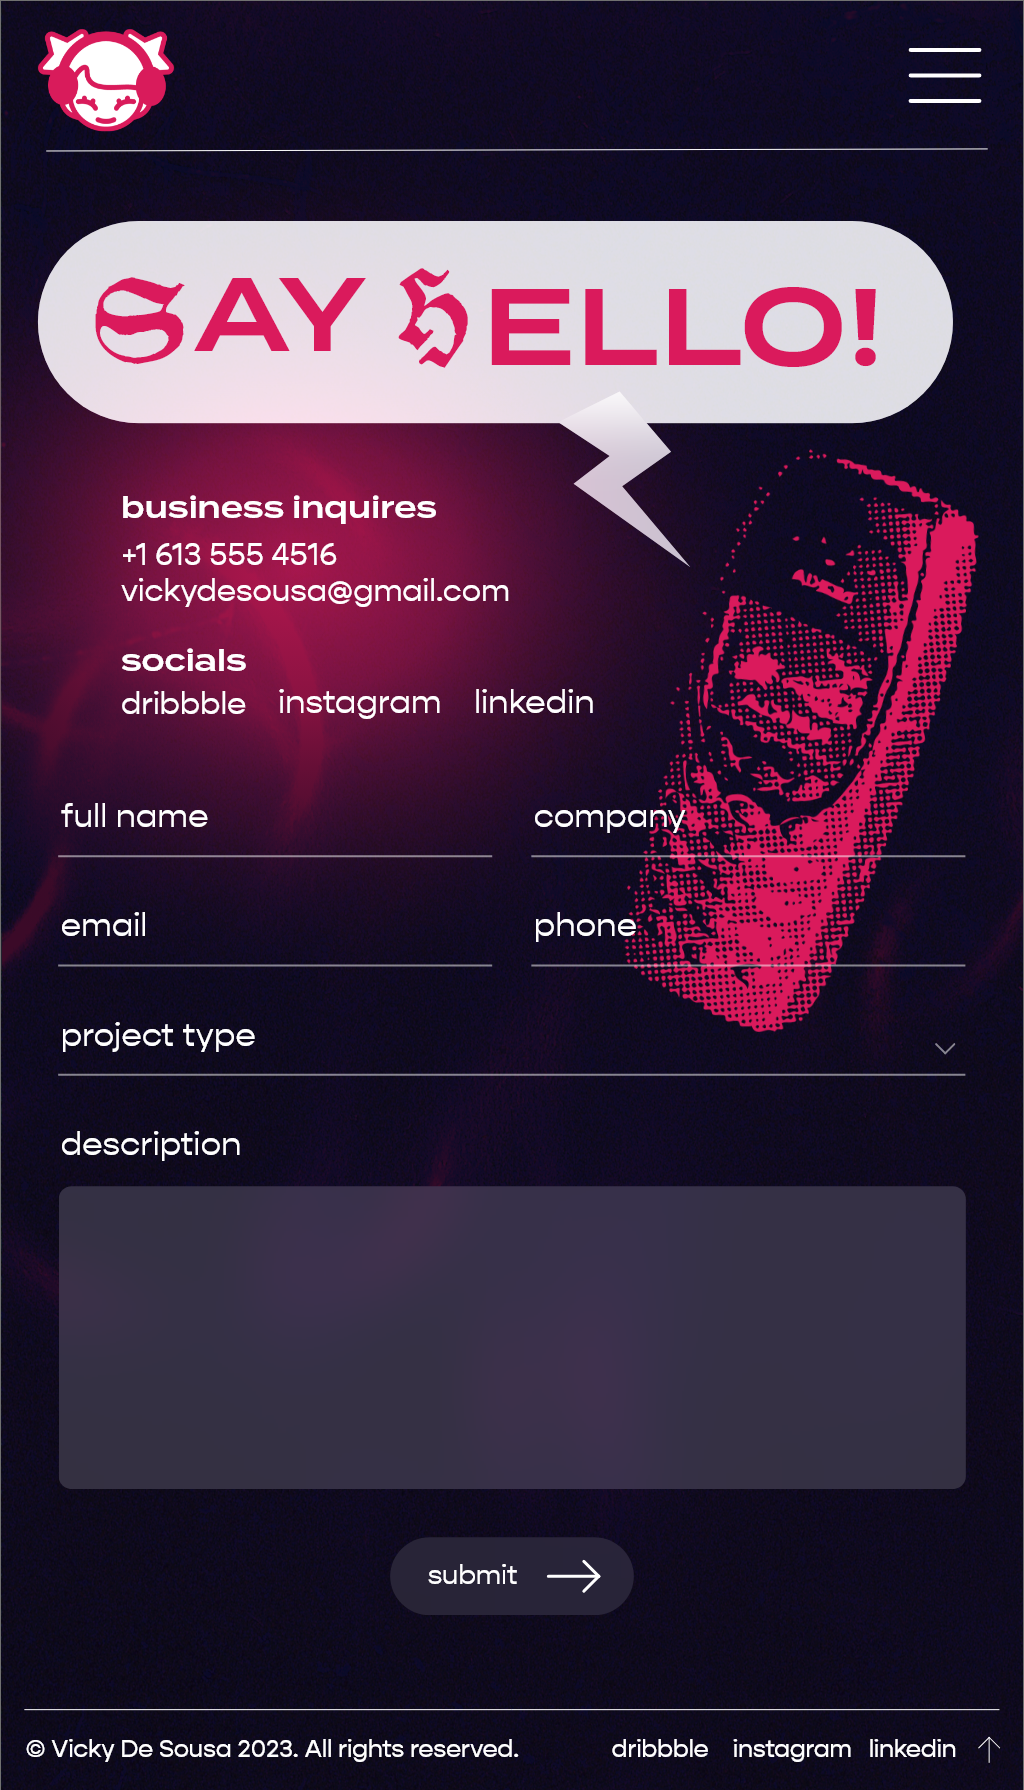 SAY HELLO!
business inquires
+1 613 555 4516
vickydesousa@gmail.com
socials
dribbble instagram linkedin
full name company
email phone
project type
description
submit
© Vicky De Sousa 2023. All rights reserved. dribbble instagram linkedin